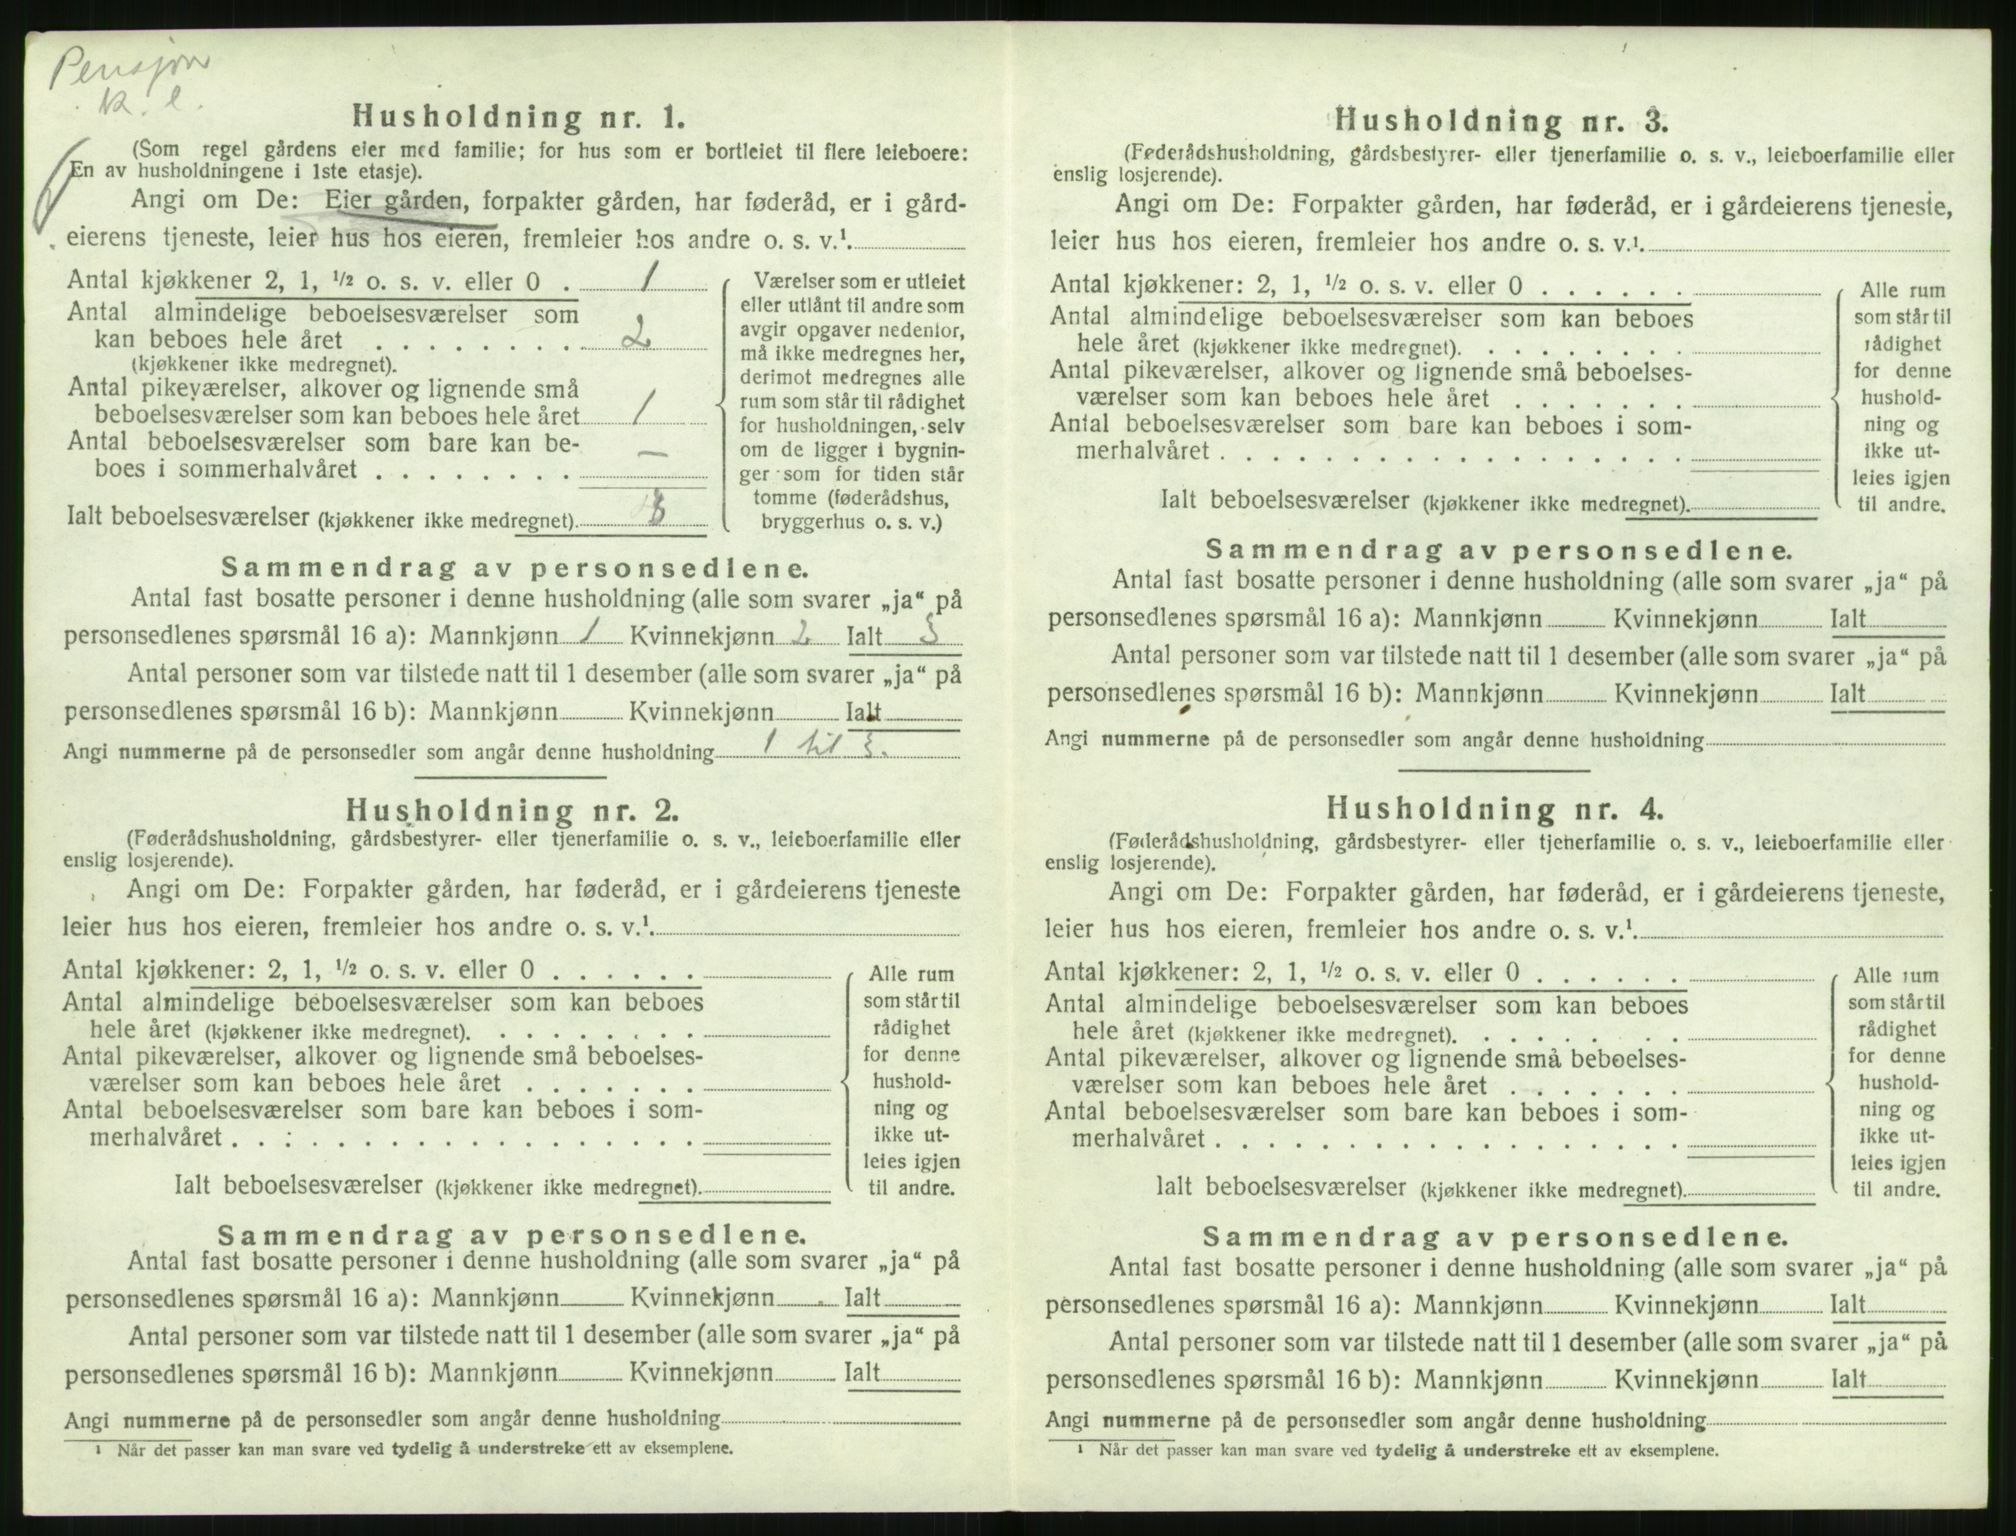 Pensjon
k. l.
Husholdning nr. 1.
(Som regel gårdens eier med familie; for hus som er bortleiet til flere leieboere:
En av husholdningene i 1ste etasje).
Angi om De: Eier gården, forpakter gården, har føderåd, er i gård-
eierens tjeneste, leier hus hos eieren, fremleier hos andre o. s. v.¹.
Antal kjøkkener 2, 1, ½ o. s. v. eller 0 . 1
Antal almindelige beboelsesværelser som
kan beboes hele året . . . . . . . . 2
(kjøkkener ikke medregnet).
Antal pikeværelser, alkover og lignende små
beboelsesværelser som kan beboes hele året 1
Antal beboelsesværelser som bare kan be-
boes i sommerhalvåret . . . . . . . . —
Ialt beboelsesværelser (kjøkkener ikke medregnet). 3
Værelser som er utleiet
eller utlånt til andre som
avgir opgaver nedenfor,
må ikke medregnes her,
derimot medregnes alle
rum som står til rådighet
for husholdningen, selv
om de ligger i bygnin-
ger som for tiden står
tomme (føderådshus,
bryggerhus o. s. v.)
Sammendrag av personsedlene.
Antal fast bosatte personer i denne husholdning (alle som svarer „ja“ på
personsedlenes spørsmål 16 a): Mannkjønn 1 Kvinnekjønn 2 Ialt 3
Antal personer som var tilstede natt til 1 desember (alle som svarer „ja“ på
personsedlenes spørsmål 16 b): Mannkjønn Kvinnekjønn Ialt
Angi nummerne på de personsedler som angår denne husholdning 1 til 3.
Husholdning nr. 2.
(Føderådshusholdning, gårdsbestyrer- eller tjenerfamilie o. s. v., leieboerfamilie eller
enslig losjerende).
Angi om De: Forpakter gården, har føderåd, er i gårdeierens tjeneste
leier hus hos eieren, fremleier hos andre o. s. v.¹.
Antal kjøkkener: 2, 1, ½ o. s. v. eller 0 . . . . . .
Antal almindelige beboelsesværelser som kan beboes
hele året (kjøkkener ikke medregnet). . . . . . . . .
Antal pikeværelser, alkover og lignende små beboelses-
værelser som kan beboes hele året . . . . . . .
Antal beboelsesværelser som bare kan beboes i som-
merhalvåret . . . . . . . . . . . . . . . . . .
Ialt beboelsesværelser (kjøkkener ikke medregnet).
Alle rum
som står til
rådighet
for denne
hushold-
ning og
ikke ut-
leies igjen
til andre.
Sammendrag av personsedlene.
Antal fast bosatte personer i denne husholdning (alle som svarer „ja“ på
personsedlenes spørsmål 16 a): Mannkjønn Kvinnekjønn Ialt
Antal personer som var tilstede natt til 1 desember (alle som svarer „ja“ på
personsedlenes spørsmål 16 b): Mannkjønn Kvinnekjønn Ialt
Angi nummerne på de personsedler som angår denne husholdning
¹ Når det passer kan man svare ved tydelig å understreke ett av eksemplene.
Husholdning nr. 3.
(Føderådshusholdning, gårdsbestyrer- eller tjenerfamilie o. s. v., leieboerfamilie eller
enslig losjerende).
Angi om De: Forpakter gården, har føderåd, er i gårdeierens tjeneste,
leier hus hos eieren, fremleier hos andre o. s. v.¹.
Antal kjøkkener: 2, 1, ½ o. s. v. eller 0 . . . . . .
Antal almindelige beboelsesværelser som kan beboes
hele året (kjøkkener ikke medregnet). . . . . . . . .
Antal pikeværelser, alkover og lignende små beboelses-
værelser som kan beboes hele året . . . . . . .
Antal beboelsesværelser som bare kan beboes i som-
merhalvåret . . . . . . . . . . . . . . . . . .
Ialt beboelsesværelser (kjøkkener ikke medregnet).
Alle rum
som står til
rådighet
for denne
hushold-
ning og
ikke ut-
leies igjen
til andre.
Sammendrag av personsedlene.
Antal fast bosatte personer i denne husholdning (alle som svarer „ja“ på
personsedlenes spørsmål 16 a): Mannkjønn Kvinnekjønn Ialt
Antal personer som var tilstede natt til 1 desember (alle som svarer „ja“ på
personsedlenes spørsmål 16 b): Mannkjønn Kvinnekjønn Ialt
Angi nummerne på de personsedler som angår denne husholdning
Husholdning nr. 4.
(Føderådshusholdning, gårdsbestyrer- eller tjenerfamilie o. s. v., leieboerfamilie eller
enslig losjerende).
Angi om De: Forpakter gården, har føderåd, er i gårdeierens tjeneste,
leier hus hos eieren, fremleier hos andre o. s. v.¹.
Antal kjøkkener: 2, 1, ½ o. s. v. eller 0 . . . . . .
Antal almindelige beboelsesværelser som kan beboes
hele året (kjøkkener ikke medregnet). . . . . . . .
Antal pikeværelser, alkover og lignende små beboelses-
værelser som kan beboes hele året . . . . . . .
Antal beboelsesværelser som bare kan beboes i som-
merhalvåret . . . . . . . . . . . . . . . . . .
Ialt beboelsesværelser (kjøkkener ikke medregnet).
Alle rum
som står til
rådighet
for denne
hushold-
ning og
ikke ut-
leies igjen
til andre.
Sammendrag av personsedlene.
Antal fast bosatte personer i denne husholdning (alle som svarer „ja“ på
personsedlenes spørsmål 16 a): Mannkjønn Kvinnekjønn Ialt
Antal personer som var tilstede natt til 1 desember (alle som svarer „ja“ på
personsedlenes spørsmål 16 b): Mannkjønn Kvinnekjønn Ialt
Angi nummerne på de personsedler som angår denne husholdning
¹ Når det passer kan man svare ved tydelig å understreke ett av eksemplene.